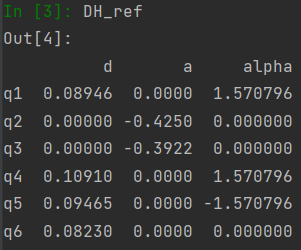 In [3]: DH_ref
Out[4]:
d a alpha
q1 0.08946 0.0000 1.570796
q2 0.00000 -0.4250 0.000000
q3 0.00000 -0.3922 0.000000
q4 0.10910 0.0000 1.570796
q5 0.09465 0.0000 -1.570796
q6 0.08230 0.0000 0.000000